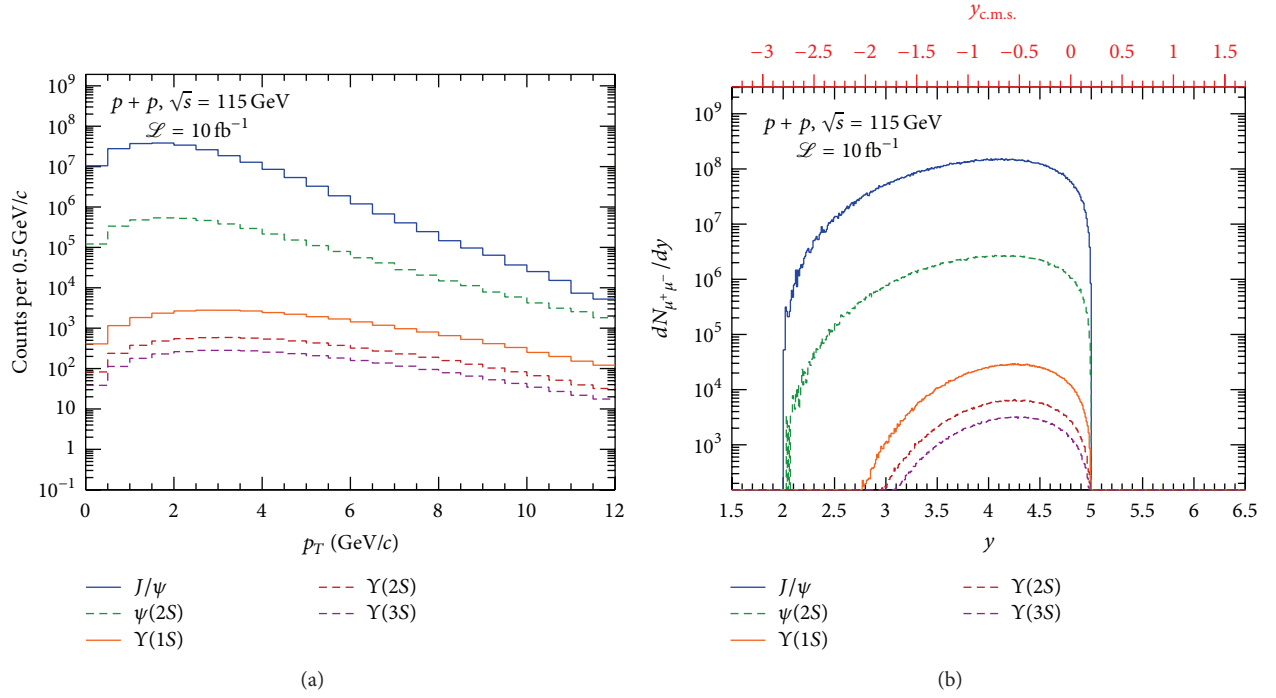 10⁹
10⁸
10⁷
10⁶
10⁵
10⁴
10³
10²
10
1
10⁻¹
Counts per 0.5 GeV/c
p + p, √s = 115 GeV
ℒ = 10 fb⁻¹
0 2 4 6 8 10 12
p_T (GeV/c)
J/ψ
ψ(2S)
ϒ(1S)
ϒ(2S)
ϒ(3S)
(a)
y_c.m.s.
−3 −2.5 −2 −1.5 −1 −0.5 0 0.5 1 1.5
10⁹
10⁸
10⁷
10⁶
10⁵
10⁴
10³
dN_μ⁺μ⁻/dy
p + p, √s = 115 GeV
ℒ = 10 fb⁻¹
1.5 2 2.5 3 3.5 4 4.5 5 5.5 6 6.5
y
J/ψ
ψ(2S)
ϒ(1S)
ϒ(2S)
ϒ(3S)
(b)